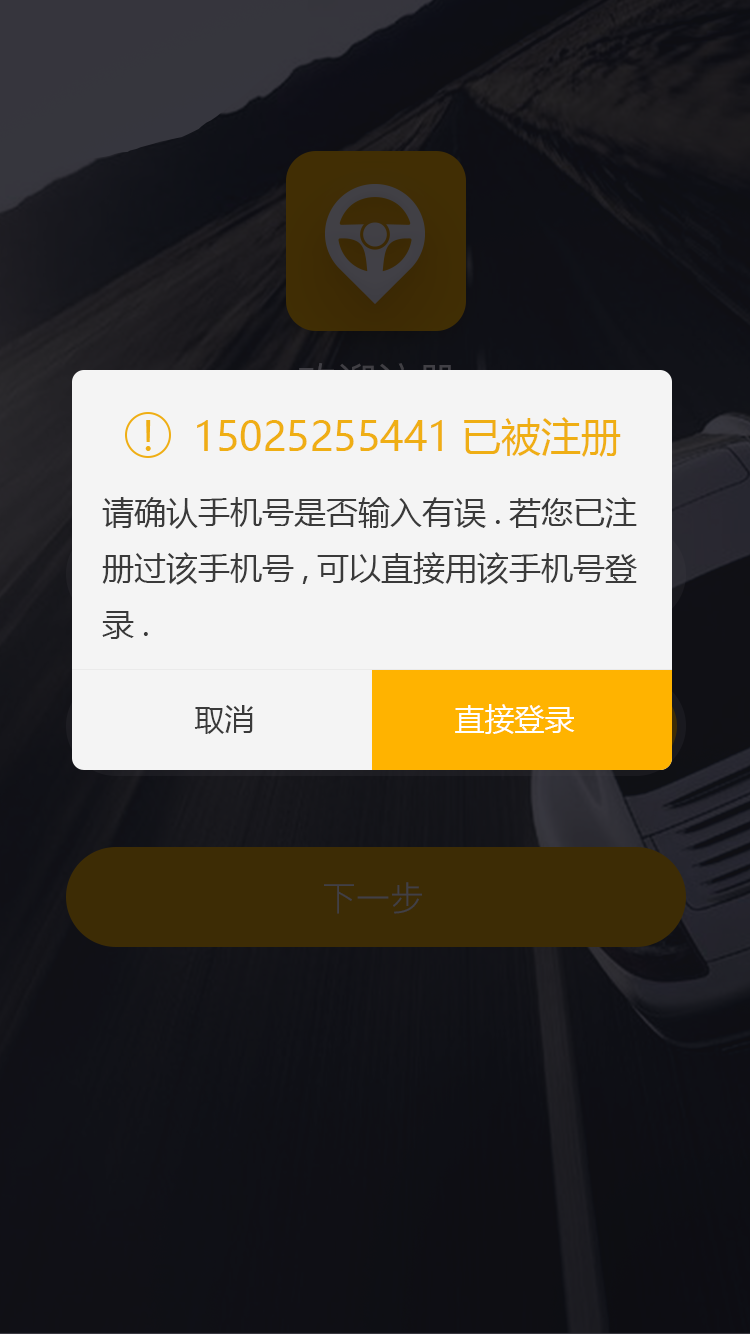 15025255441 已被注册
请确认手机号是否输入有误 . 若您已注
册过该手机号 , 可以直接用该手机号登
录 .
取消
直接登录
下一步